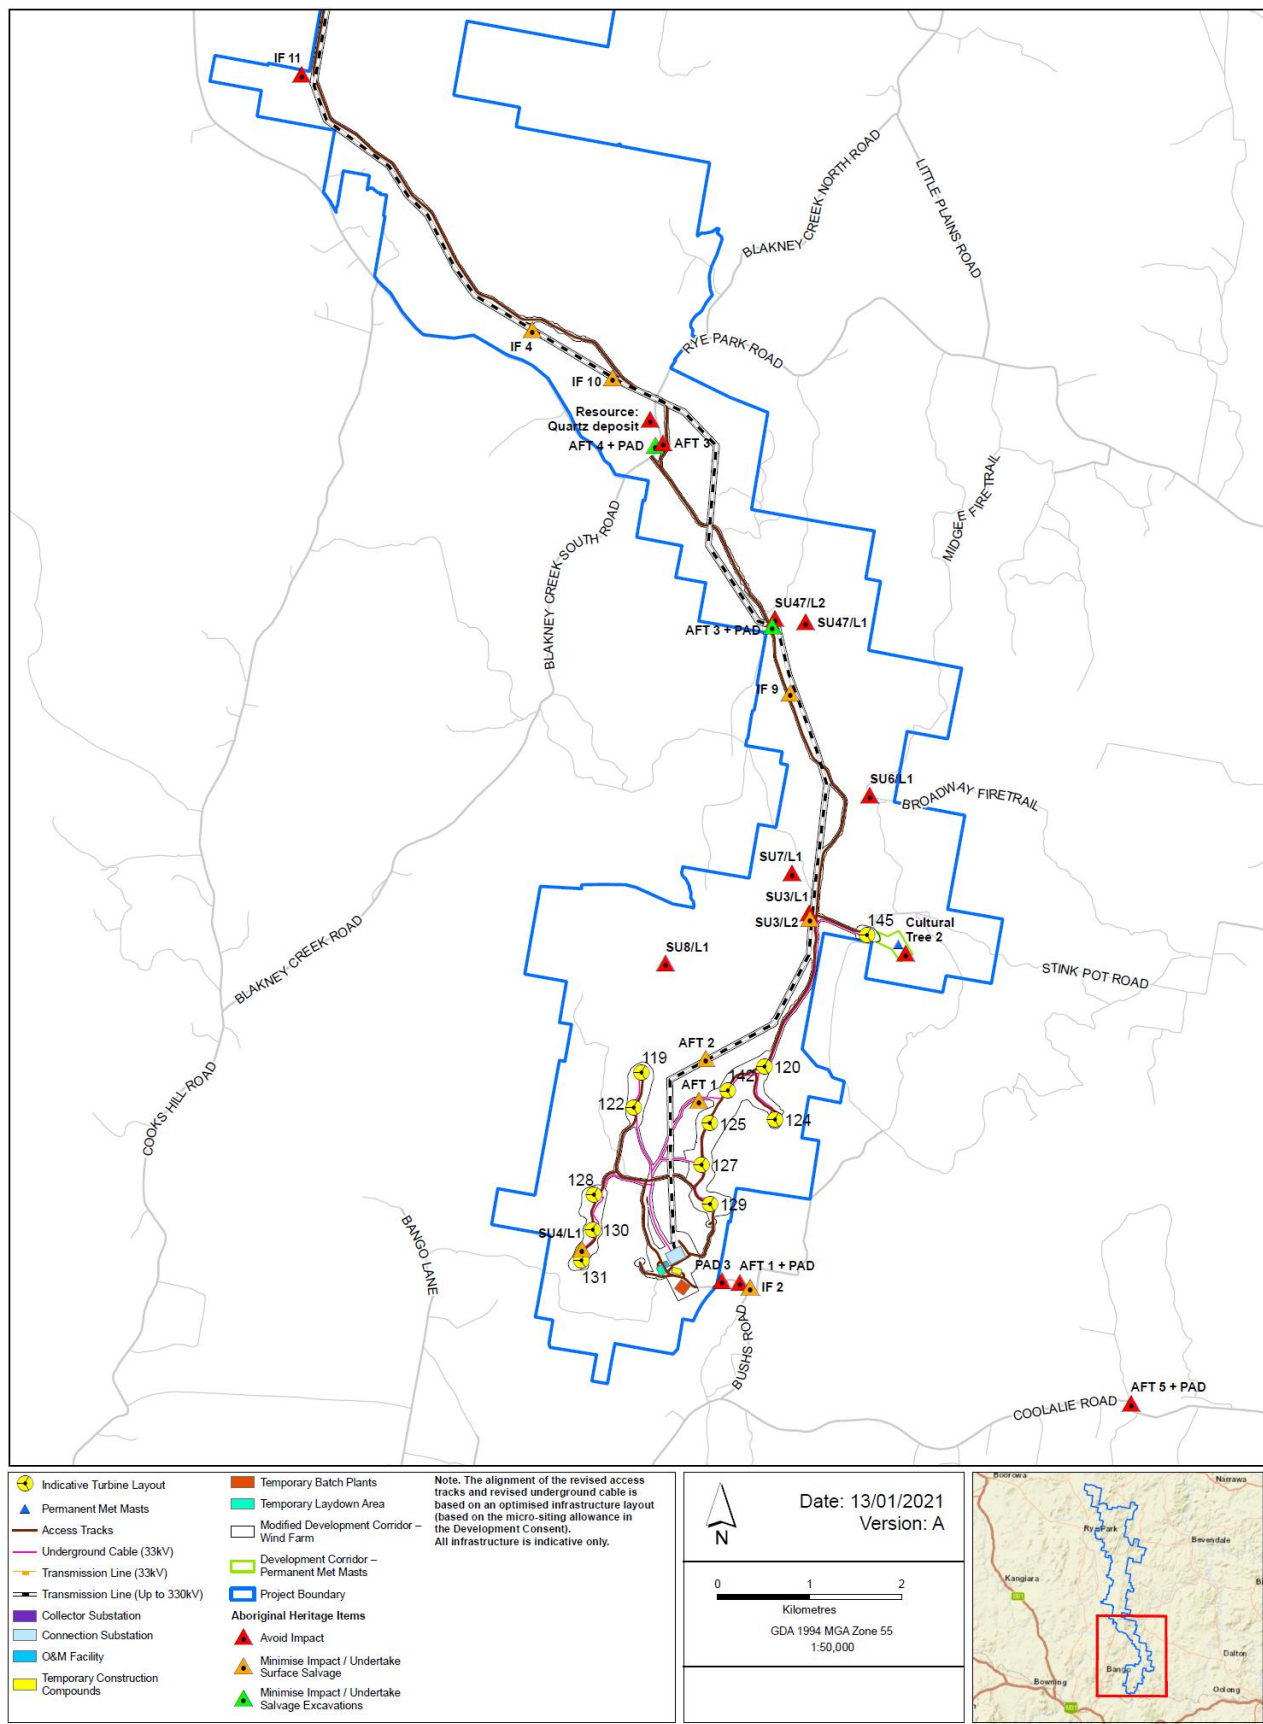 IF 11
BLAKNEY CREEK NORTH ROAD
LITTLE PLAINS ROAD
IF 4
RYE PARK ROAD
IF 10
Resource:
Quartz deposit
AFT 4 + PAD
AFT 3
MIDGEE FIRETRAIL
BLAKNEY CREEK SOUTH ROAD
SU47/L2
SU47/L1
AFT 3 + PAD
IF 9
SU6/L1
BROADWAY FIRETRAIL
SU7/L1
SU3/L1
SU3/L2
145
Cultural
Tree 2
BLAKNEY CREEK ROAD
SU8/L1
STINK POT ROAD
AFT 2
119
120
COOKS HILL ROAD
142
AFT 1
122
125
124
127
128
129
BANGO LANE
SU4/L1
130
131
PAD 3
AFT 1 + PAD
IF 2
BUSHS ROAD
AFT 5 + PAD
COOLALIE ROAD
Indicative Turbine Layout
Permanent Met Masts
Access Tracks
Underground Cable (33kV)
Transmission Line (33kV)
Transmission Line (Up to 330kV)
Collector Substation
Connection Substation
O&M Facility
Temporary Construction
Compounds
Temporary Batch Plants
Temporary Laydown Area
Modified Development Corridor –
Wind Farm
Development Corridor –
Permanent Met Masts
Project Boundary
Aboriginal Heritage Items
Avoid Impact
Minimise Impact / Undertake
Surface Salvage
Minimise Impact / Undertake
Salvage Excavations
Note. The alignment of the revised access
tracks and revised underground cable is
based on an optimised infrastructure layout
(based on the micro-siting allowance in
the Development Consent).
All infrastructure is indicative only.
N
Date: 13/01/2021
Version: A
0 1 2
Kilometres
GDA 1994 MGA Zone 55
1:50,000
Boorowa
Narrawa
Rye Park
Bevendale
Kangiara
Dalton
Bango
Bowning
Oolong